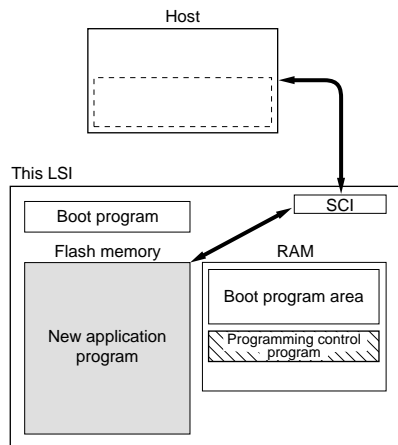 Host
This LSI
SCI
Boot program
Flash memory
RAM
Boot program area
New application
program
Programming control
program